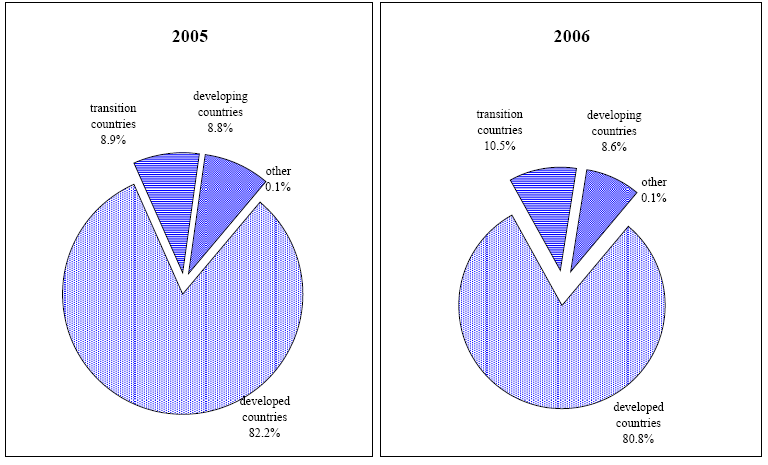 2005
transition
countries
8.9%
developing
countries
8.8%
other
0.1%
developed
countries
82.2%
2006
transition
countries
10.5%
developing
countries
8.6%
other
0.1%
developed
countries
80.8%